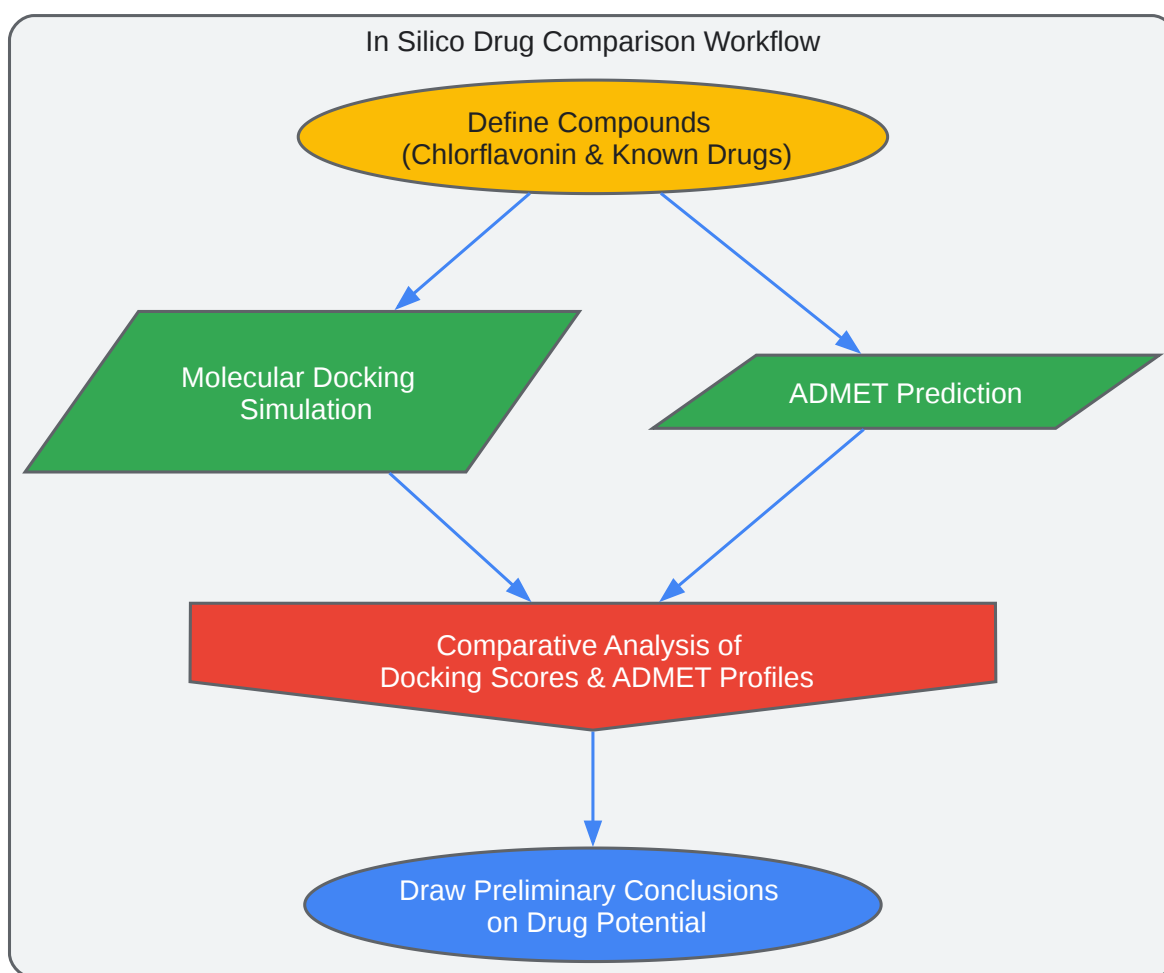 In Silico Drug Comparison Workflow
Define Compounds
(Chlorflavonin & Known Drugs)
Molecular Docking
Simulation
ADMET Prediction
Comparative Analysis of
Docking Scores & ADMET Profiles
Draw Preliminary Conclusions
on Drug Potential